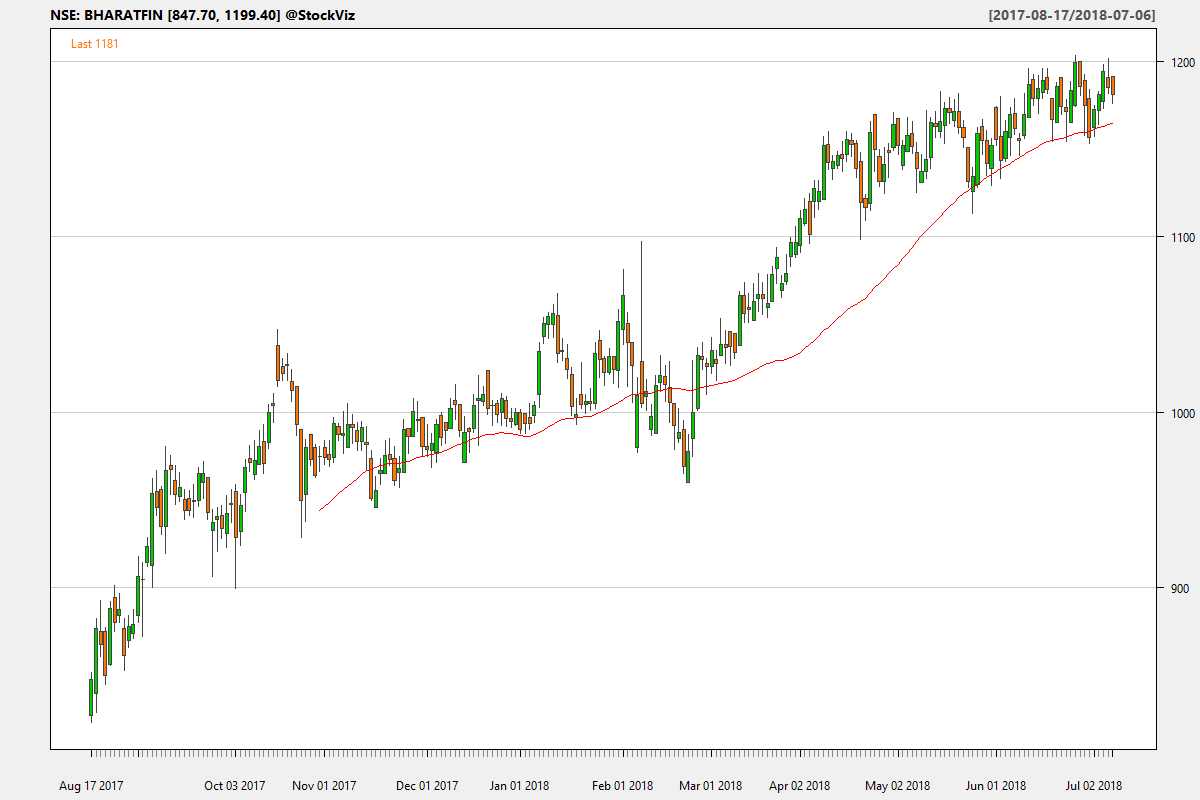 NSE: BHARATFIN [847.70, 1199.40] @StockViz
[2017-08-17/2018-07-06]
Last 1181
1200
1100
1000
900
Aug 17 2017 Oct 03 2017 Nov 01 2017 Dec 01 2017 Jan 01 2018 Feb 01 2018 Mar 01 2018 Apr 02 2018 May 02 2018 Jun 01 2018 Jul 02 2018